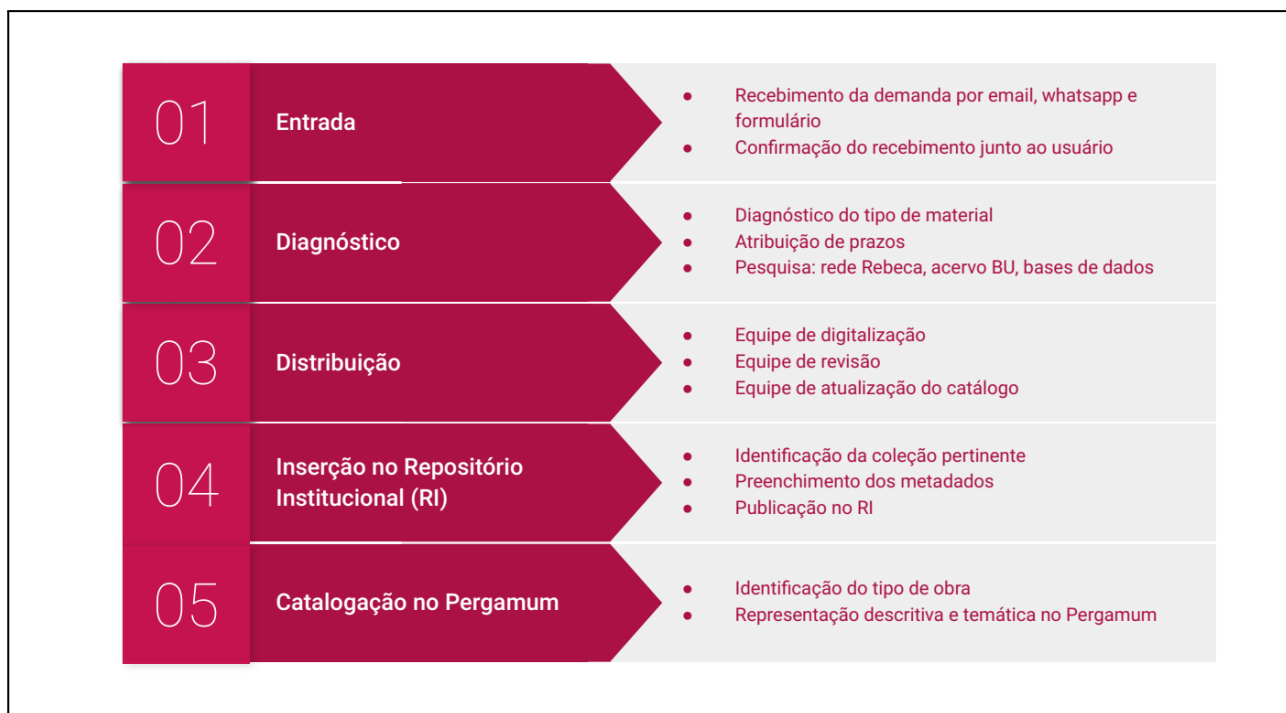 01
Entrada
● Recebimento da demanda por email, whatsapp e
formulário
● Confirmação do recebimento junto ao usuário
02
Diagnóstico
● Diagnóstico do tipo de material
● Atribuição de prazos
● Pesquisa: rede Rebeca, acervo BU, bases de dados
03
Distribuição
● Equipe de digitalização
● Equipe de revisão
● Equipe de atualização do catálogo
04
Inserção no Repositório
Institucional (RI)
● Identificação da coleção pertinente
● Preenchimento dos metadados
● Publicação no RI
05
Catalogação no Pergamum
● Identificação do tipo de obra
● Representação descritiva e temática no Pergamum